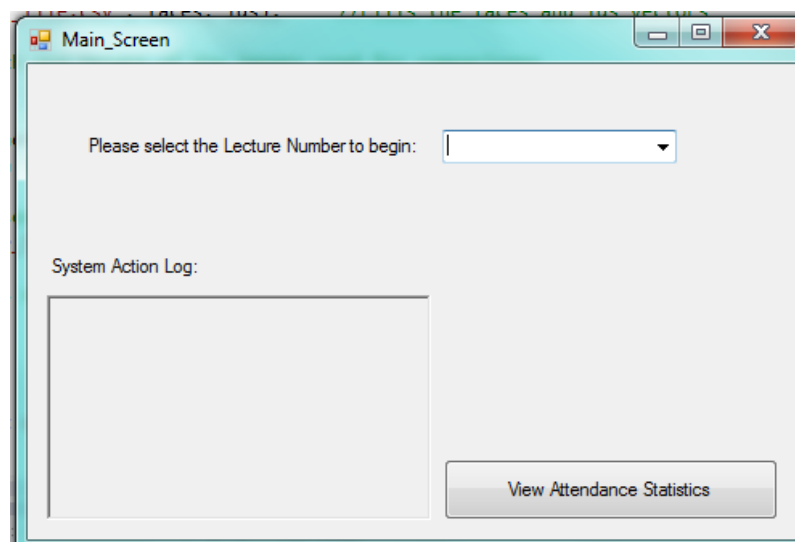 Main_Screen
Please select the Lecture Number to begin:
System Action Log:
View Attendance Statistics